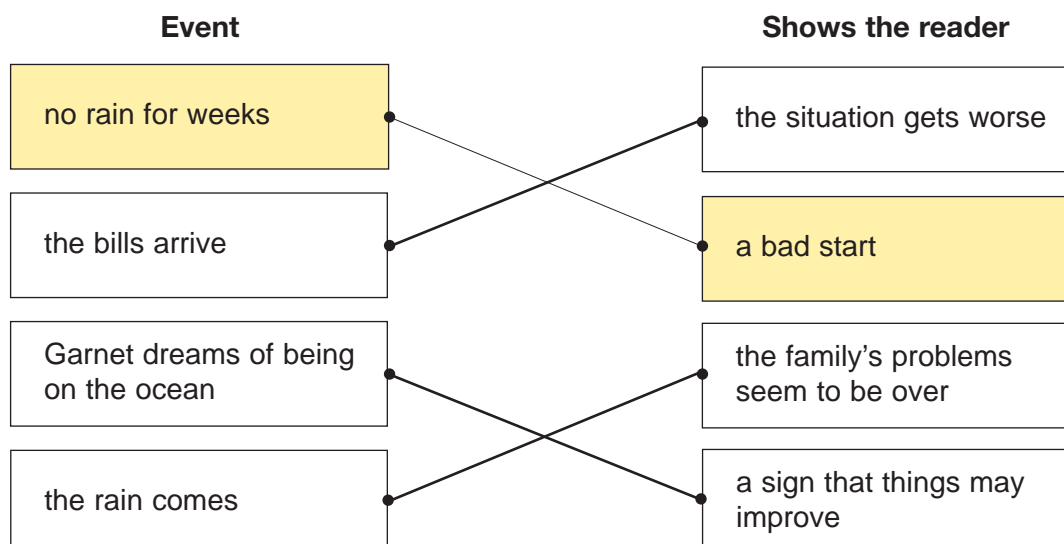 Event
Shows the reader
no rain for weeks
the situation gets worse
the bills arrive
a bad start
Garnet dreams of being
on the ocean
the family’s problems
seem to be over
the rain comes
a sign that things may
improve